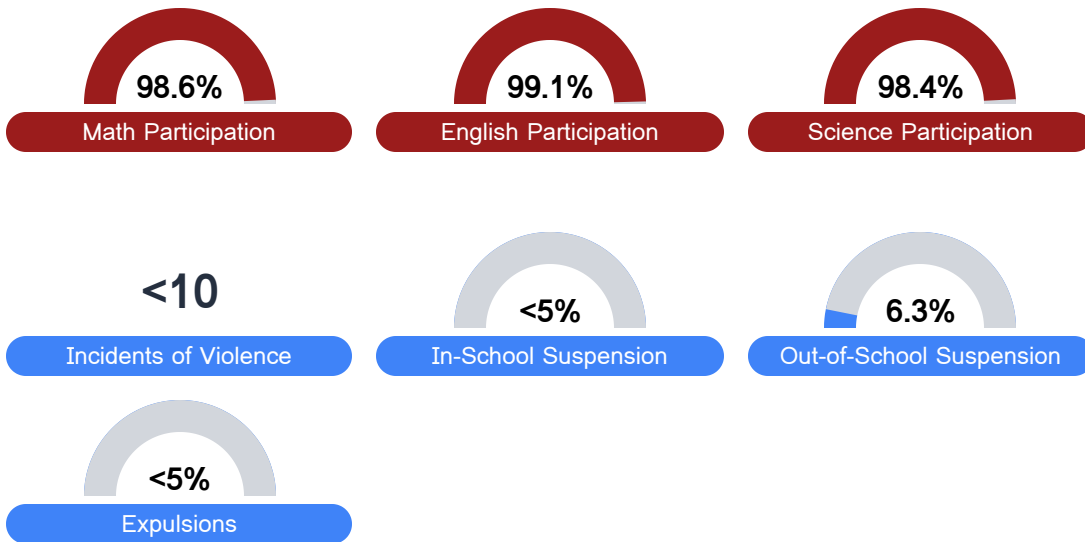 98.6%
Math Participation
99.1%
English Participation
98.4%
Science Participation
<10
Incidents of Violence
<5%
In-School Suspension
6.3%
Out-of-School Suspension
<5%
Expulsions